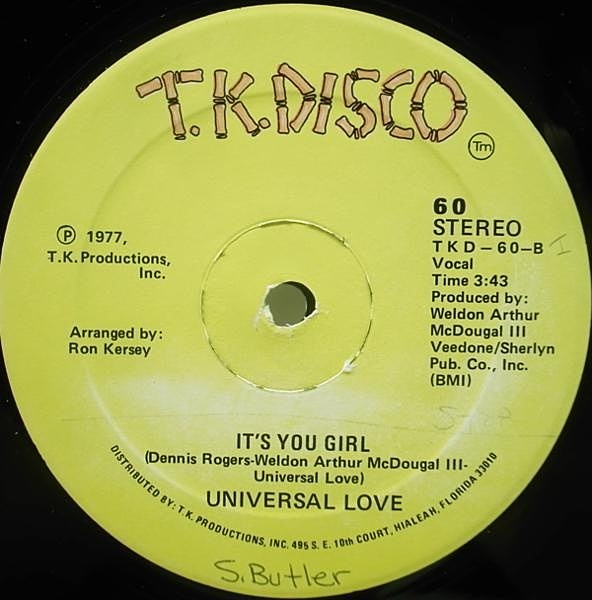 T.K. DISCO
Tm
60
STEREO
TKD-60-B I
Vocal
Time 3:43
Produced by:
Weldon Arthur
McDougal III
Veedone/Sherlyn
Pub. Co., Inc.
(BMI)
Ⓟ 1977,
T.K. Productions,
Inc.
Arranged by:
Ron Kersey
IT'S YOU GIRL
(Dennis Rogers-Weldon Arthur McDougal III-
Universal Love)
UNIVERSAL LOVE
DISTRIBUTED BY: T.K. PRODUCTIONS, INC. 495 S. E. 10th COURT, HIALEAH, FLORIDA 33010
S. Butler